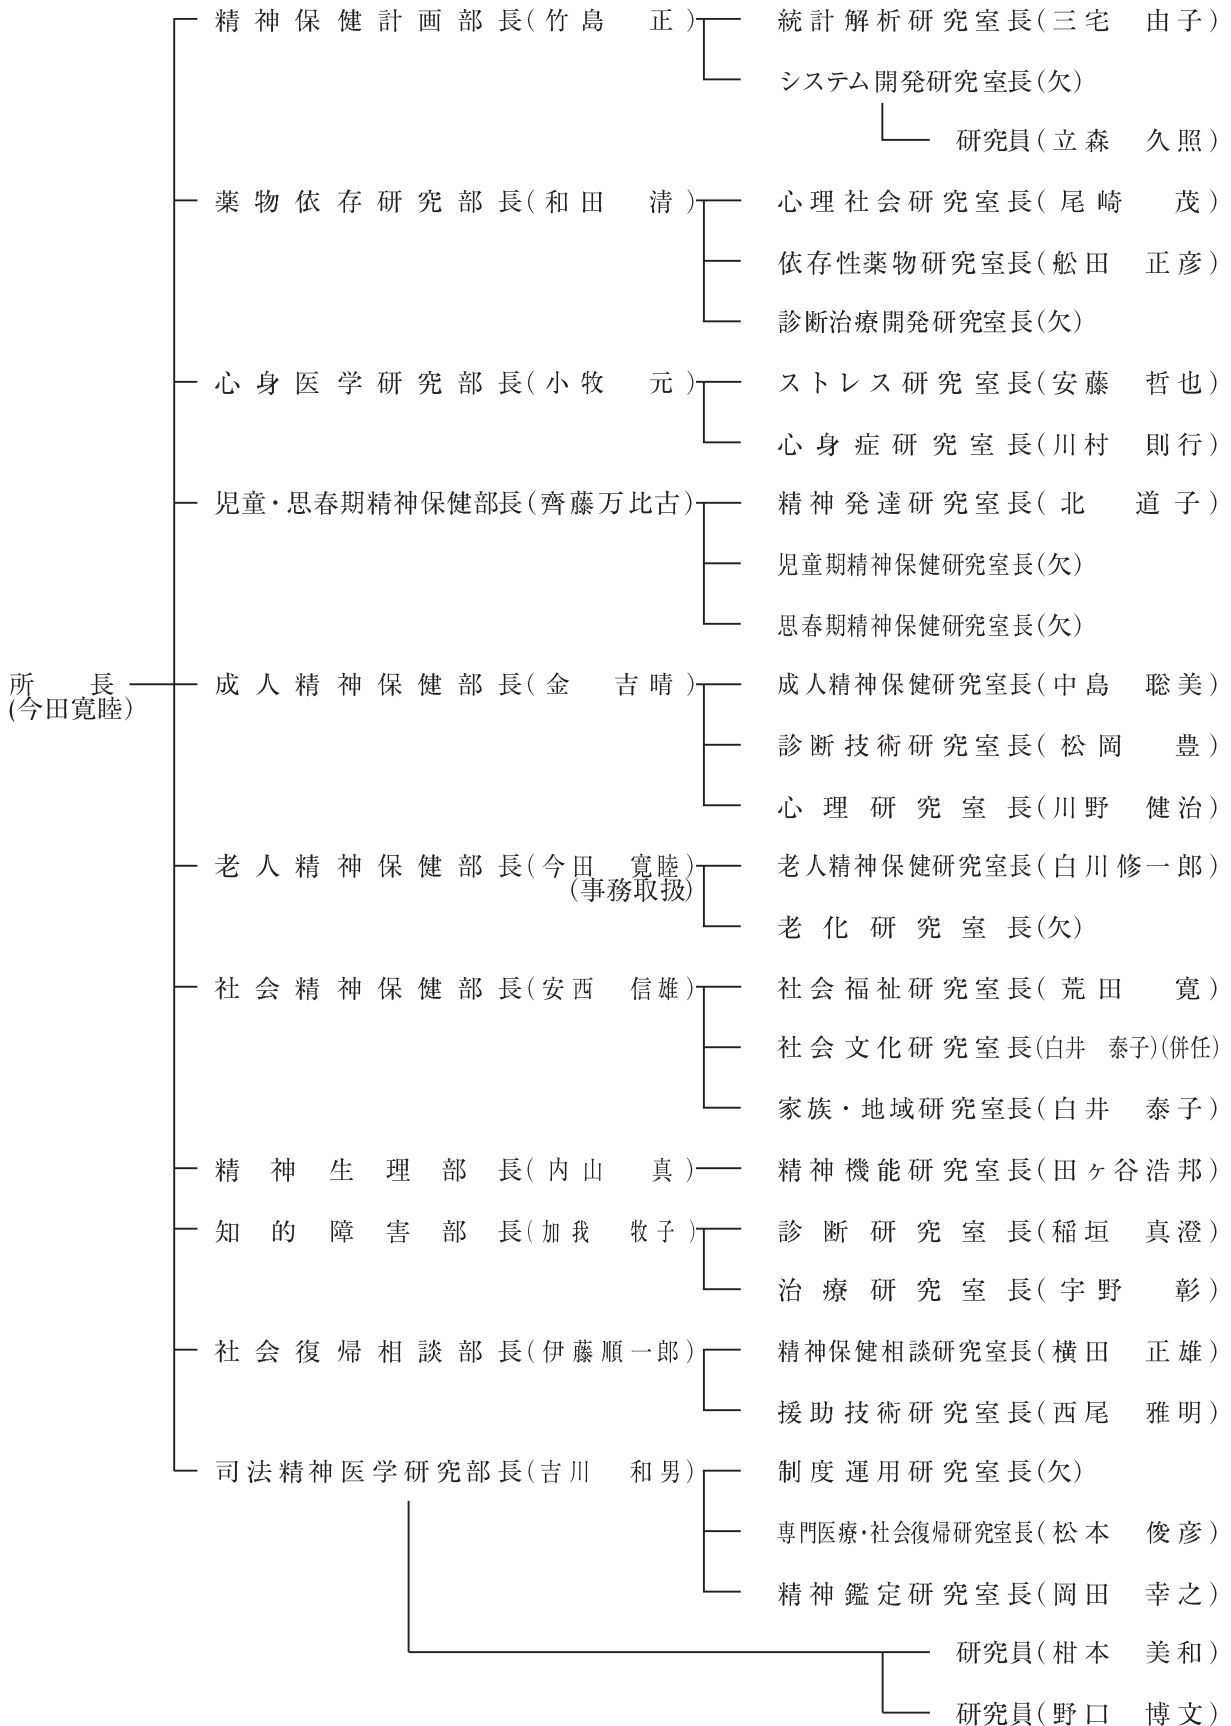 精神保健計画部長(竹島　正)　統計解析研究室長(三宅　由子)
システム開発研究室長(欠)
研究員(立森　久照)
薬物依存研究部長(和田　清)　心理社会研究室長(尾崎　茂)
依存性薬物研究室長(舩田　正彦)
診断治療開発研究室長(欠)
心身医学研究部長(小牧　元)　ストレス研究室長(安藤　哲也)
心身症研究室長(川村　則行)
児童・思春期精神保健部長(齊藤万比古)　精神発達研究室長(北　道子)
児童期精神保健研究室長(欠)
思春期精神保健研究室長(欠)
所　長　成人精神保健部長(金　吉晴)　成人精神保健研究室長(中島　聡美)
(今田寛睦)
診断技術研究室長(松岡　豊)
心理研究室長(川野　健治)
老人精神保健部長(今田　寛睦)　老人精神保健研究室長(白川修一郎)
(事務取扱)
老化研究室長(欠)
社会精神保健部長(安西　信雄)　社会福祉研究室長(荒田　寛)
社会文化研究室長(白井　泰子)(併任)
家族・地域研究室長(白井　泰子)
精神生理部長(内山　真)　精神機能研究室長(田ヶ谷浩邦)
知的障害部長(加我　牧子)　診断研究室長(稲垣　真澄)
治療研究室長(宇野　彰)
社会復帰相談部長(伊藤順一郎)　精神保健相談研究室長(横田　正雄)
援助技術研究室長(西尾　雅明)
司法精神医学研究部長(吉川　和男)　制度運用研究室長(欠)
専門医療・社会復帰研究室長(松本　俊彦)
精神鑑定研究室長(岡田　幸之)
研究員(柑本　美和)
研究員(野口　博文)